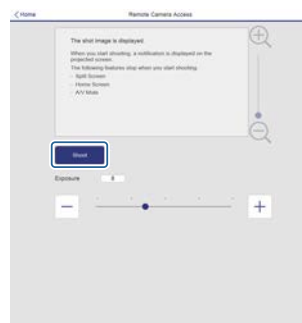 Home
Remote Camera Access
The shot image is displayed.
When you start shooting, a notification is displayed on the
projected screen.
The following features stop when you start shooting.
- Split Screen
- Home Screen
- A/V Mute
Shoot
Exposure